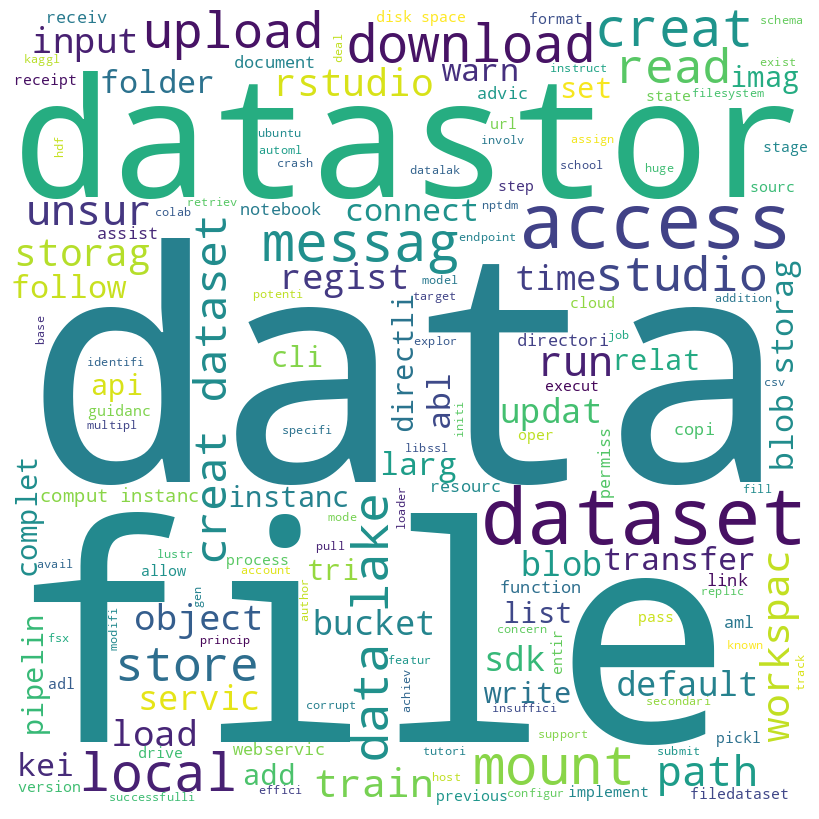 receiv
disk space
format
schema
input
upload
download
creat
kaggl
deal
document
receipt
folder
rstudio
warn
instruct
read
exist
imag
set
advic
state
filesystem
datastor
hdf
ubuntu
automl
crash
url
involv
assign
datalak
school
huge
stage
step
sourc
unsur
colab
retriev
notebook
connect
nptdm
access
assist
messag
endpoint
storag
follow
regist
time
studio
model
potenti
target
cloud
addition
blob storag
base
creat dataset
data
directli
explor
directori
job
identifi
api
cli
abl
run
relat
execut
csv
guidanc
multipl
specifi
initi
updat
oper
copi
libssl
permiss
larg
complet
comput instanc
instanc
resourc
fill
dataset
file
data lake
loader
mode
pull
lustr
process
tri
blob
transfer
avail
allow
gen
account
function
link
replic
workspac
fsx
modifi
object
princip
author
bucket
list
concern
entir
pass
aml
pipelin
adl
store
featur
sdk
known
track
servic
corrupt
achiev
write
default
secondari
insuffici
load
webservic
tutori
support
pickl
kei
drive
local
add
train
host
mount
submit
path
version
successfulli
effici
previous
configur
implement
filedataset